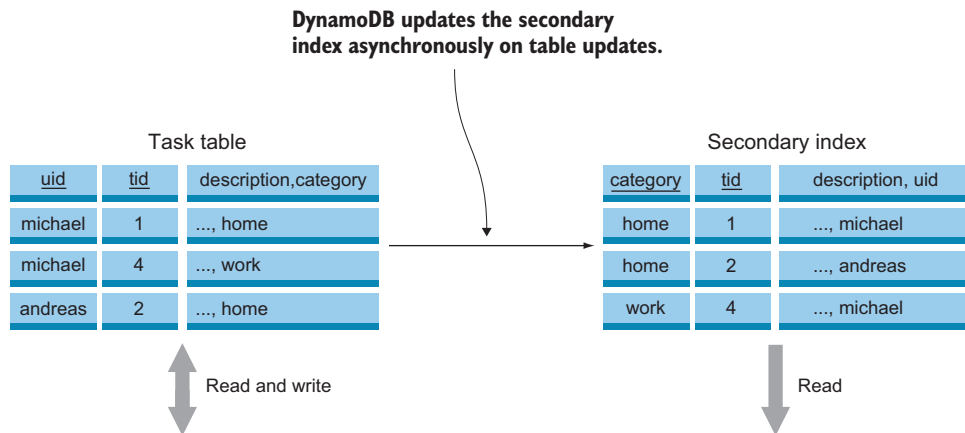 DynamoDB updates the secondary
index asynchronously on table updates.
Task table
uid tid description,category
michael 1 ..., home
michael 4 ..., work
andreas 2 ..., home
Read and write
Secondary index
category tid description, uid
home 1 ..., michael
home 2 ..., andreas
work 4 ..., michael
Read